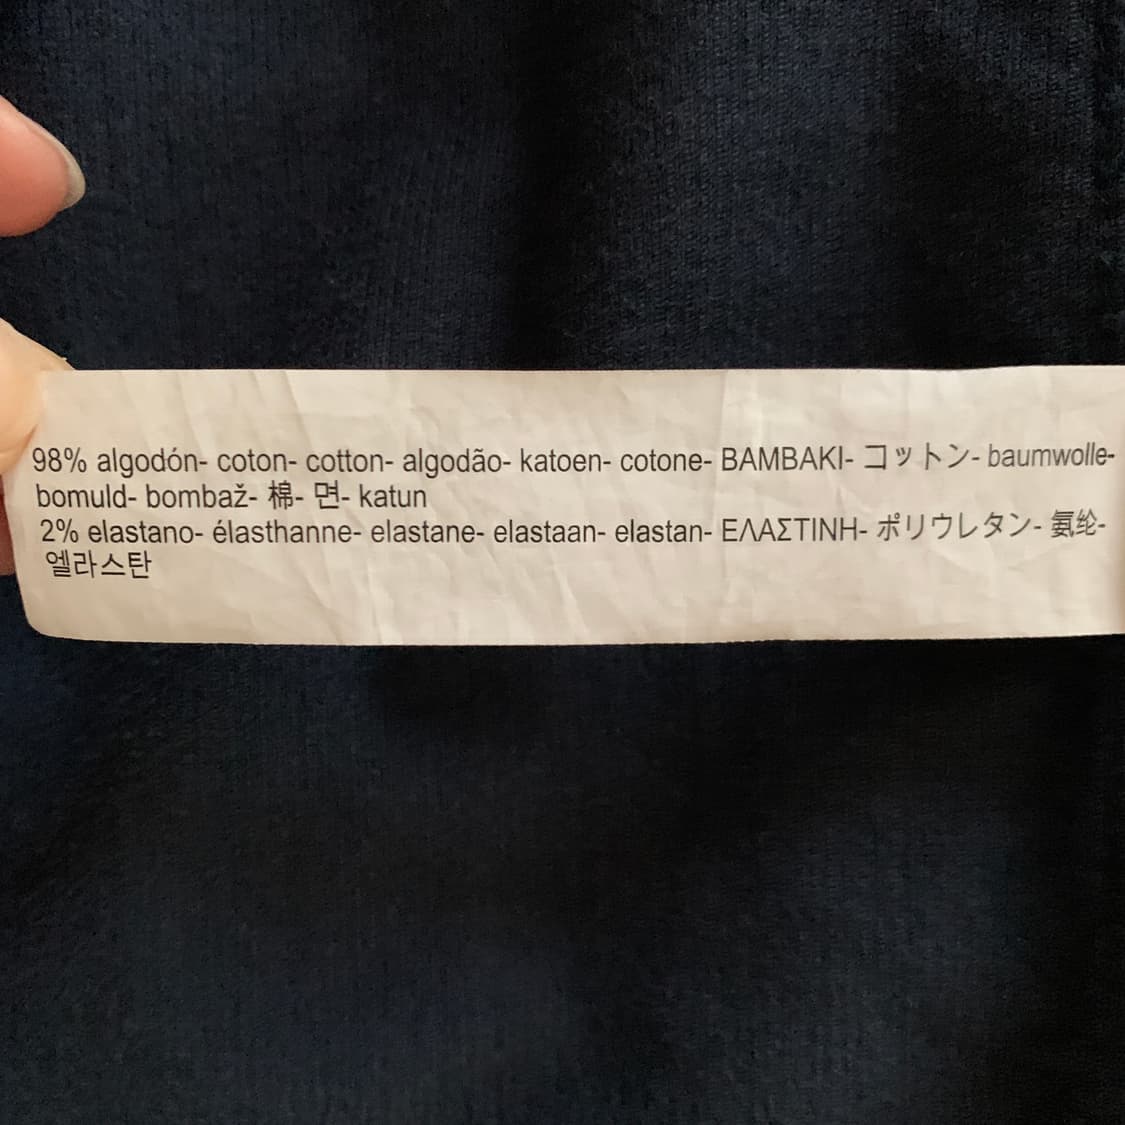 98% algodón- coton- cotton- algodão- katoen- cotone- BAMBAKI- コットン- baumwolle-
bomuld- bombaž- 棉- 면- katun
2% elastano- élasthanne- elastane- elastaan- elastan- ΕΛΑΣΤΙΝΗ- ポリウレタン- 氨纶-
엘라스탄